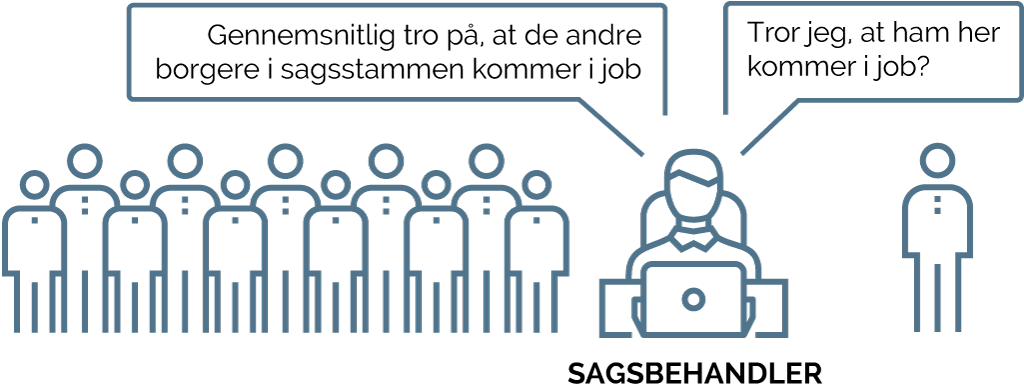 Gennemsnitlig tro på, at de andre
borgere i sagsstammen kommer i job
Tror jeg, at ham her
kommer i job?
SAGSBEHANDLER